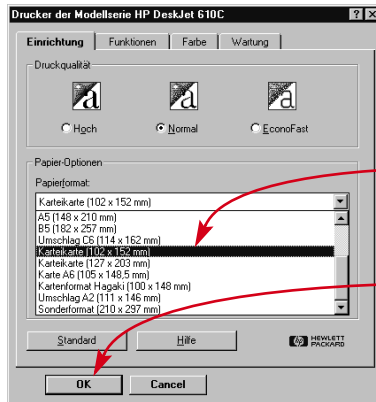 Drucker der Modellserie HP DeskJet 610C
Einrichtung Funktionen Farbe Wartung
Druckqualität
Hoch Normal EconoFast
Papier-Optionen
Papierformat:
Karteikarte (102 x 152 mm)
A5 (148 x 210 mm)
B5 (182 x 257 mm)
Umschlag C6 (114 x 162 mm)
Karteikarte (102 x 152 mm)
Karteikarte (127 x 203 mm)
Karte A6 (105 x 148,5 mm)
Kartenformat Hagaki (100 x 148 mm)
Umschlag A2 (111 x 146 mm)
Sonderformat (210 x 297 mm)
Standard Hilfe
HEWLETT
PACKARD
OK Cancel